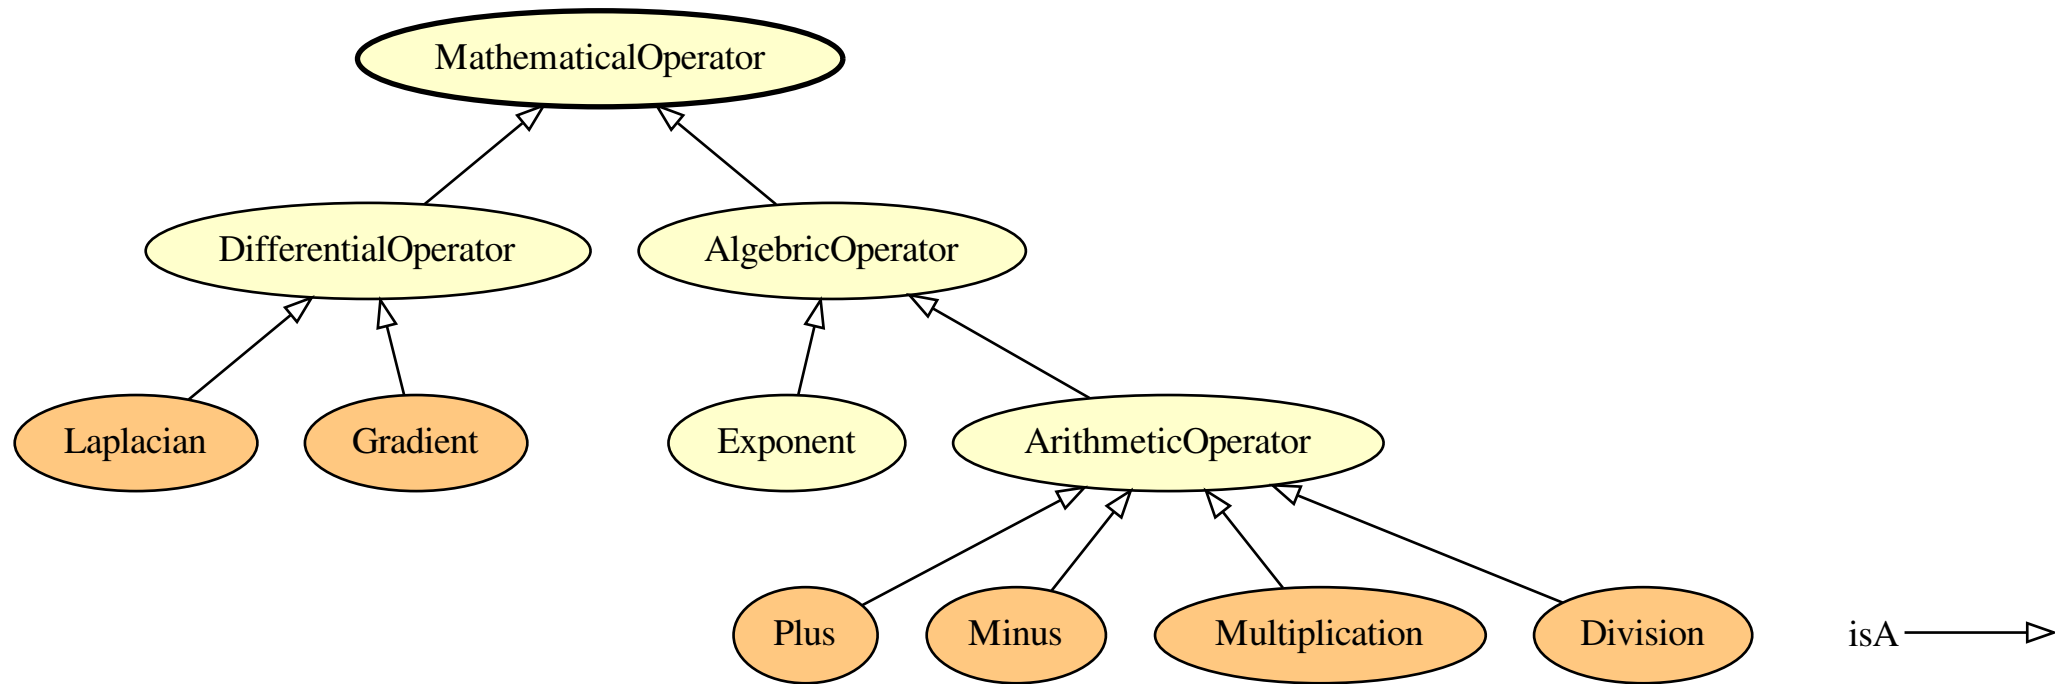 MathematicalOperator
DifferentialOperator
AlgebricOperator
Laplacian
Gradient
Exponent
ArithmeticOperator
Plus
Minus
Multiplication
Division
isA